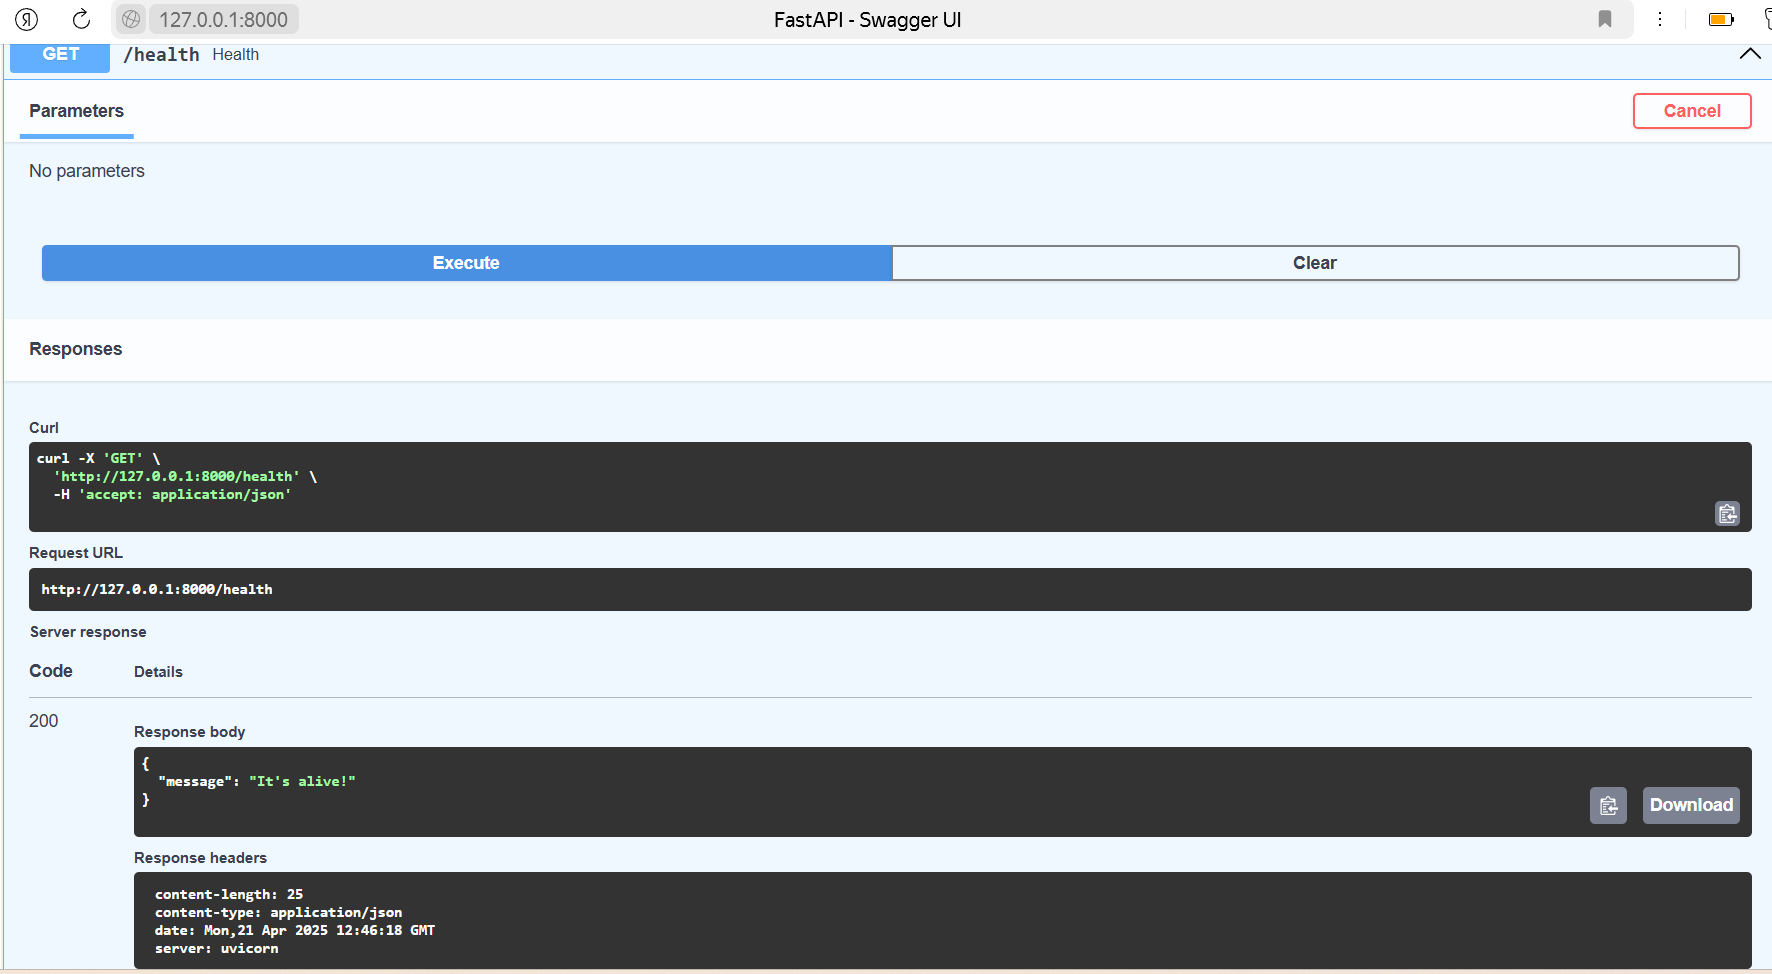 Я 127.0.0.1:8000 FastAPI - Swagger UI
GET /health Health
Parameters Cancel
No parameters
Execute Clear
Responses
Curl
curl -X 'GET' \
'http://127.0.0.1:8000/health' \
-H 'accept: application/json'
Request URL
http://127.0.0.1:8000/health
Server response
Code Details
200
Response body
{
"message": "It's alive!"
}
Download
Response headers
content-length: 25
content-type: application/json
date: Mon,21 Apr 2025 12:46:18 GMT
server: uvicorn